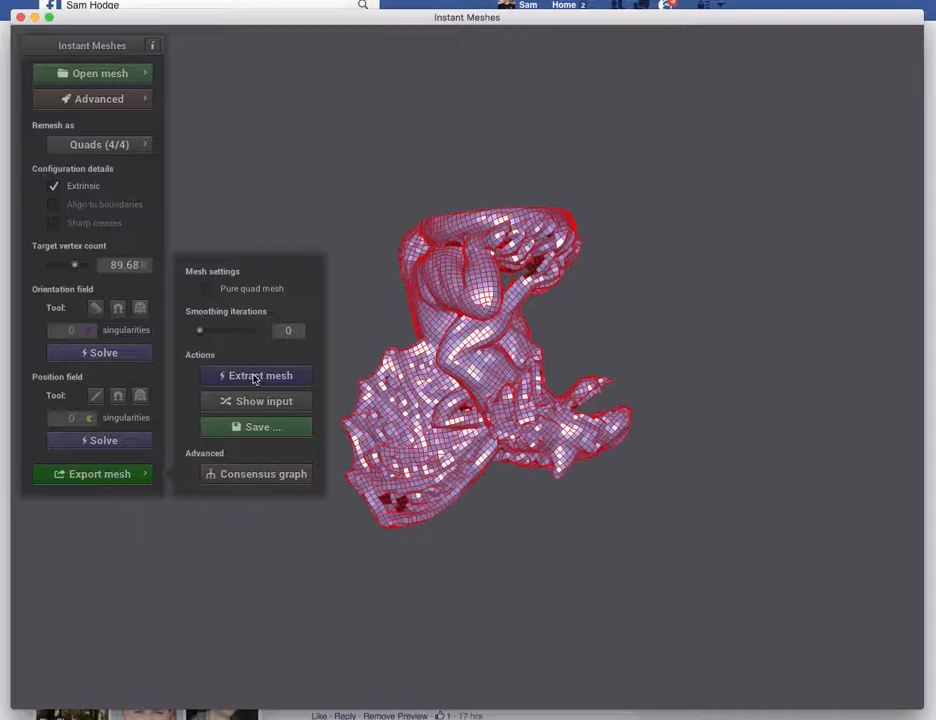 Sam Hodge
Sam Home 2
Instant Meshes
Instant Meshes i
Open mesh
Advanced
Remesh as
Quads (4/4)
Configuration details
Extrinsic
Align to boundaries
Sharp creases
Target vertex count
89.68 k
Orientation field
Tool:
0 singularities
Solve
Position field
Tool:
0 singularities
Solve
Export mesh
Mesh settings
Pure quad mesh
Smoothing iterations
0
Actions
Extract mesh
Show input
Save ...
Advanced
Consensus graph
Like · Reply · Remove Preview · 1 · 17 hrs